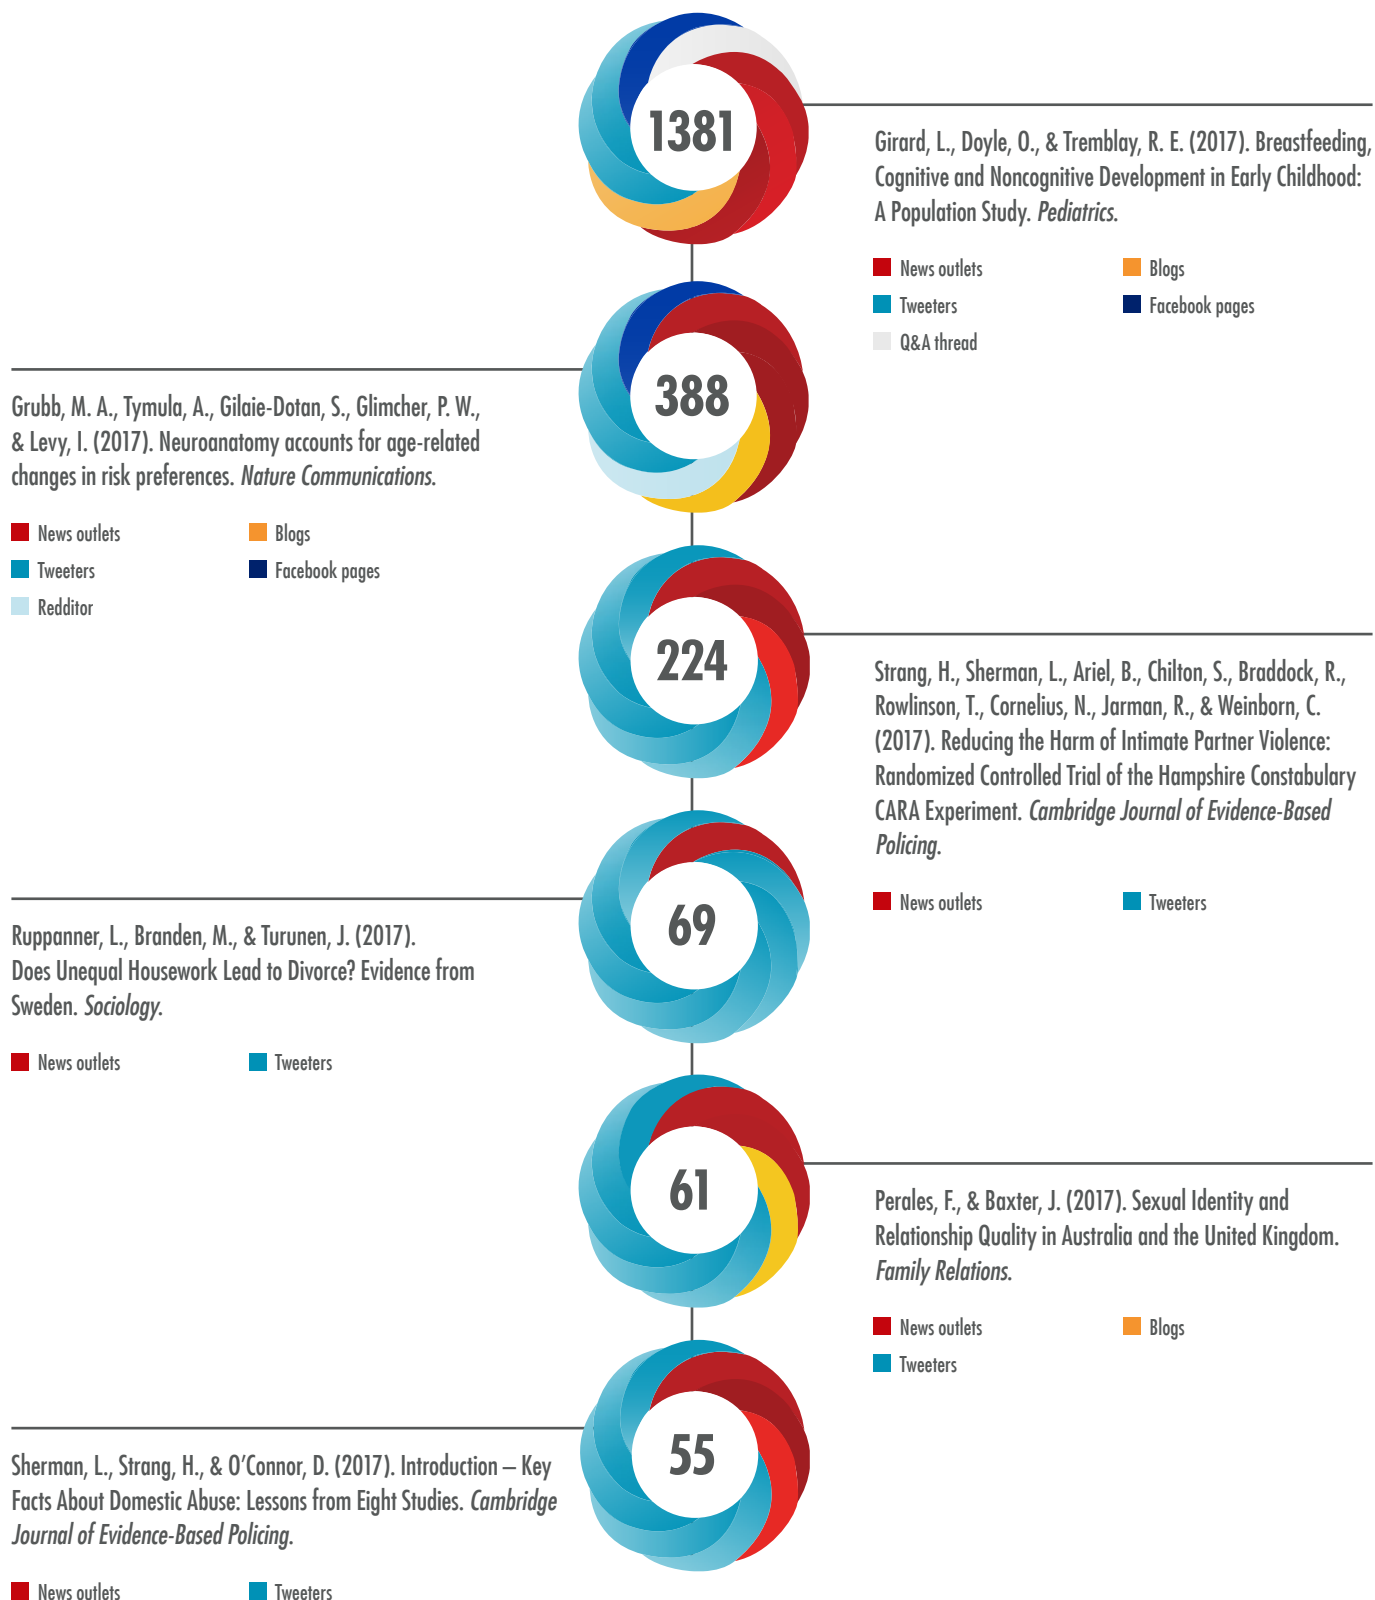 1381
Girard, L., Doyle, O., & Tremblay, R. E. (2017). Breastfeeding,
Cognitive and Noncognitive Development in Early Childhood:
A Population Study. Pediatrics.
News outlets
Blogs
Tweeters
Facebook pages
Q&A thread
388
Grubb, M. A., Tymula, A., Gilaie-Dotan, S., Glimcher, P. W.,
& Levy, I. (2017). Neuroanatomy accounts for age-related
changes in risk preferences. Nature Communications.
News outlets
Blogs
Tweeters
Facebook pages
Redditor
224
Strang, H., Sherman, L., Ariel, B., Chilton, S., Braddock, R.,
Rowlinson, T., Cornelius, N., Jarman, R., & Weinborn, C.
(2017). Reducing the Harm of Intimate Partner Violence:
Randomized Controlled Trial of the Hampshire Constabulary
CARA Experiment. Cambridge Journal of Evidence-Based
Policing.
News outlets
Tweeters
69
Ruppanner, L., Branden, M., & Turunen, J. (2017).
Does Unequal Housework Lead to Divorce? Evidence from
Sweden. Sociology.
News outlets
Tweeters
61
Perales, F., & Baxter, J. (2017). Sexual Identity and
Relationship Quality in Australia and the United Kingdom.
Family Relations.
News outlets
Blogs
Tweeters
55
Sherman, L., Strang, H., & O’Connor, D. (2017). Introduction – Key
Facts About Domestic Abuse: Lessons from Eight Studies. Cambridge
Journal of Evidence-Based Policing.
News outlets
Tweeters